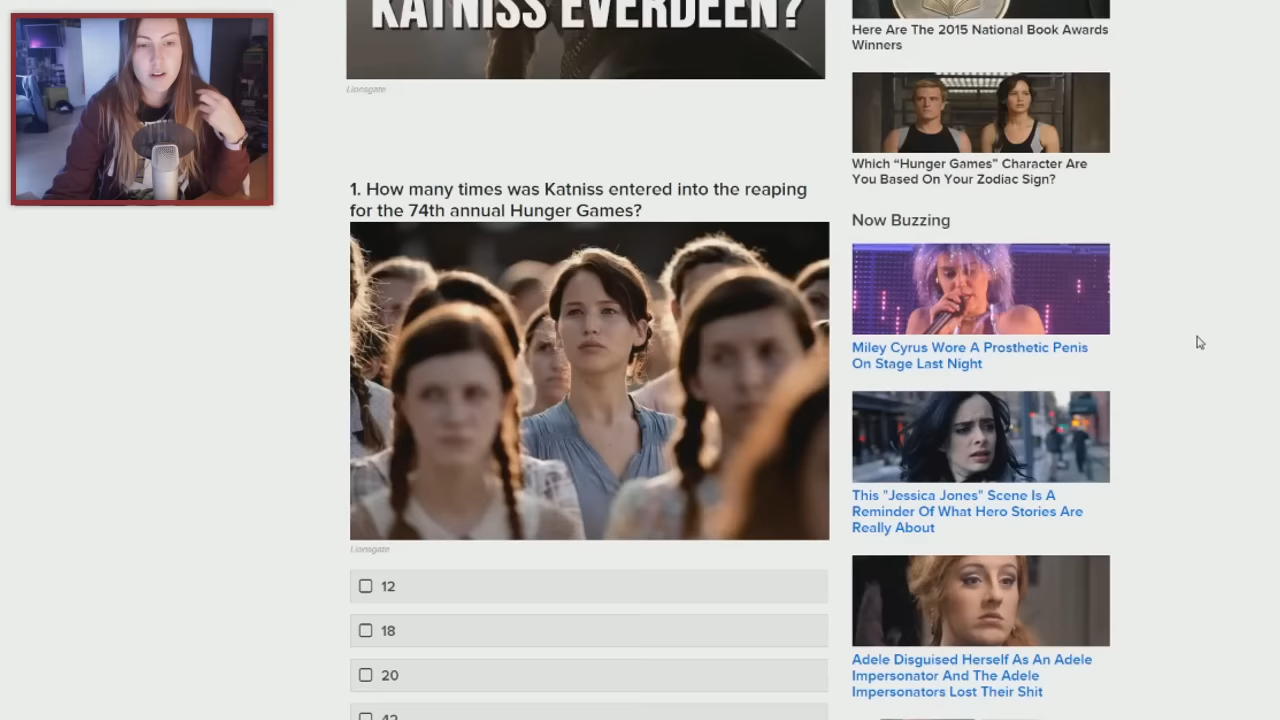 KATNISS EVERDEEN?
Lionsgate
1. How many times was Katniss entered into the reaping
for the 74th annual Hunger Games?
Lionsgate
12
18
20
42
Here Are The 2015 National Book Awards
Winners
Which “Hunger Games” Character Are
You Based On Your Zodiac Sign?
Now Buzzing
Miley Cyrus Wore A Prosthetic Penis
On Stage Last Night
This "Jessica Jones" Scene Is A
Reminder Of What Hero Stories Are
Really About
Adele Disguised Herself As An Adele
Impersonator And The Adele
Impersonators Lost Their Shit